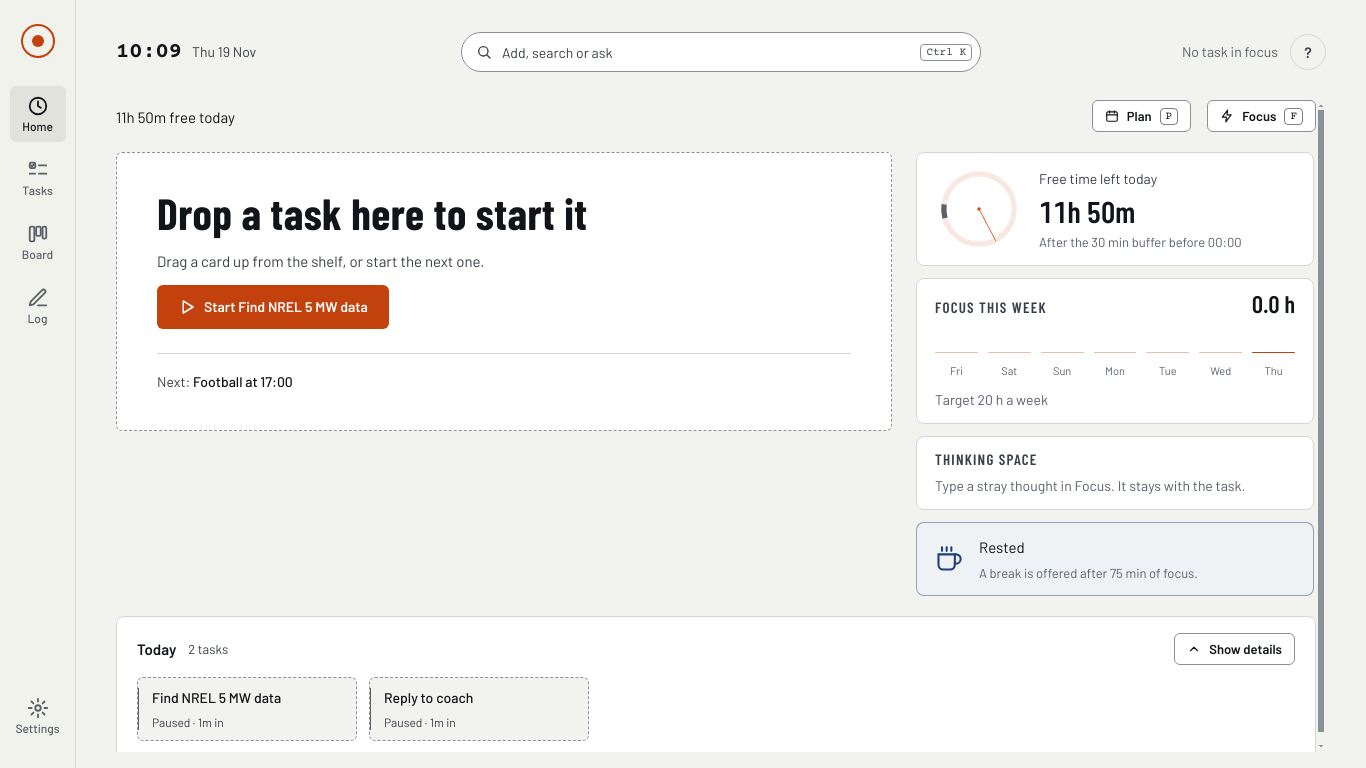 10:09 Thu 19 Nov
Add, search or ask
Ctrl K
No task in focus
?
Home
Tasks
Board
Log
Settings
11h 50m free today
Plan P
Focus F
Drop a task here to start it
Drag a card up from the shelf, or start the next one.
Start Find NREL 5 MW data
Next: Football at 17:00
Free time left today
11h 50m
After the 30 min buffer before 00:00
FOCUS THIS WEEK
0.0 h
Fri Sat Sun Mon Tue Wed Thu
Target 20 h a week
THINKING SPACE
Type a stray thought in Focus. It stays with the task.
Rested
A break is offered after 75 min of focus.
Today 2 tasks
Show details
Find NREL 5 MW data
Paused · 1m in
Reply to coach
Paused · 1m in